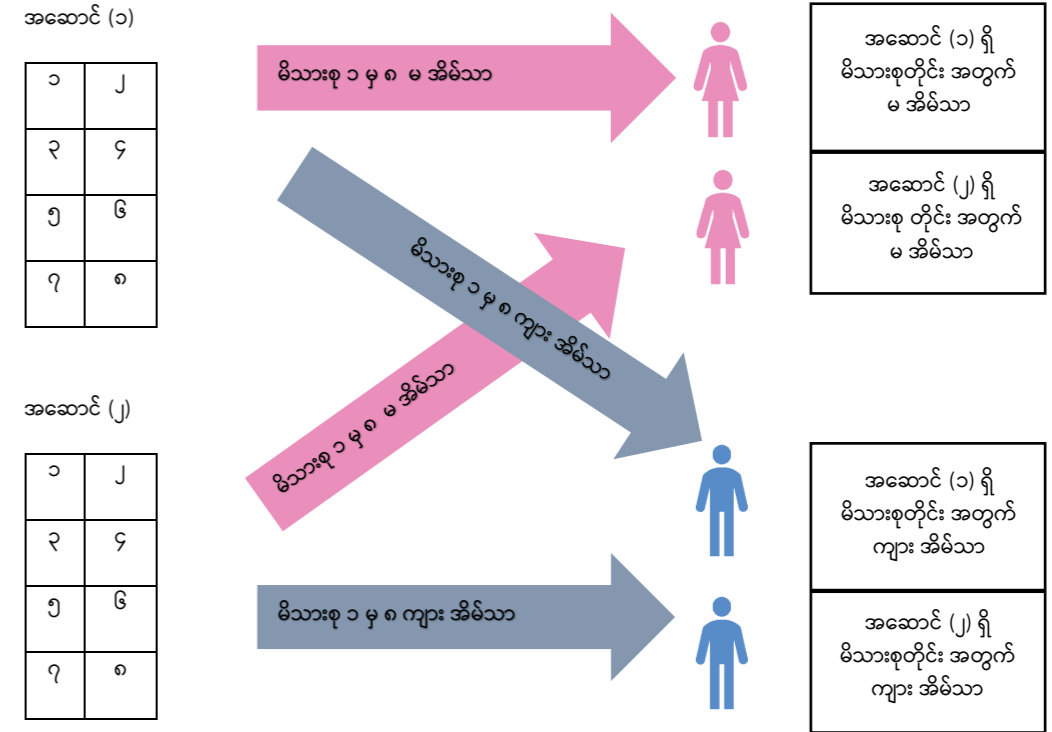 အဆောင် (၁)
၁ ၂
၃ ၄
၅ ၆
၇ ၈
မိသားစု ၁ မှ ၈ မ အိမ်သာ
အဆောင် (၁) ရှိ
မိသားစုတိုင်း အတွက်
မ အိမ်သာ
အဆောင် (၂) ရှိ
မိသားစု တိုင်း အတွက်
မ အိမ်သာ
မိသားစု ၁ မှ ၈ ကျား အိမ်သာ
မိသားစု ၁ မှ ၈ မ အိမ်သာ
အဆောင် (၂)
၁ ၂
၃ ၄
၅ ၆
၇ ၈
မိသားစု ၁ မှ ၈ ကျား အိမ်သာ
အဆောင် (၁) ရှိ
မိသားစုတိုင်း အတွက်
ကျား အိမ်သာ
အဆောင် (၂) ရှိ
မိသားစုတိုင်း အတွက်
ကျား အိမ်သာ